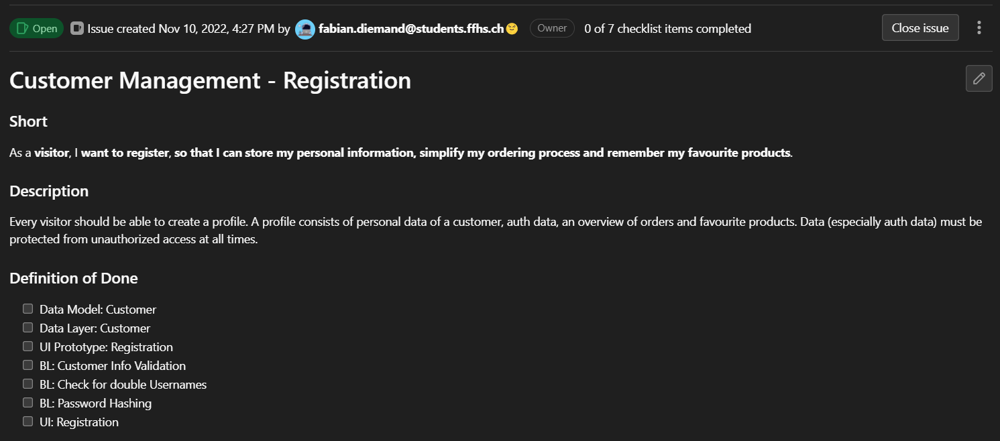 Open Issue created Nov 10, 2022, 4:27 PM by fabian.diemand@students.ffhs.ch Owner 0 of 7 checklist items completed Close issue
Customer Management - Registration
Short
As a visitor, I want to register, so that I can store my personal information, simplify my ordering process and remember my favourite products.
Description
Every visitor should be able to create a profile. A profile consists of personal data of a customer, auth data, an overview of orders and favourite products. Data (especially auth data) must be
protected from unauthorized access at all times.
Definition of Done
Data Model: Customer
Data Layer: Customer
UI Prototype: Registration
BL: Customer Info Validation
BL: Check for double Usernames
BL: Password Hashing
UI: Registration